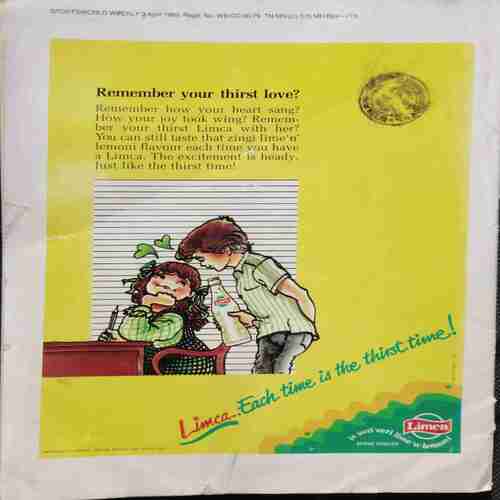 Remember your thirst love?
Remember how your heart sang?
How your joy took wing? Remem-
ber your thirst Limca with her?
You can still taste that zingi lime'n'
lemoni flavour each time you have
a Limca. The excitement is heady.
Just like the thirst time!
Limca. Each time is the thirst time!
Limca